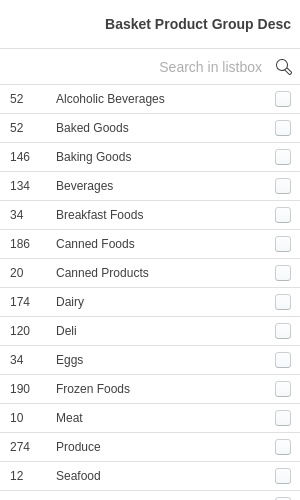 Basket Product Group Desc
Search in listbox
52 Alcoholic Beverages
52 Baked Goods
146 Baking Goods
134 Beverages
34 Breakfast Foods
186 Canned Foods
20 Canned Products
174 Dairy
120 Deli
34 Eggs
190 Frozen Foods
10 Meat
274 Produce
12 Seafood